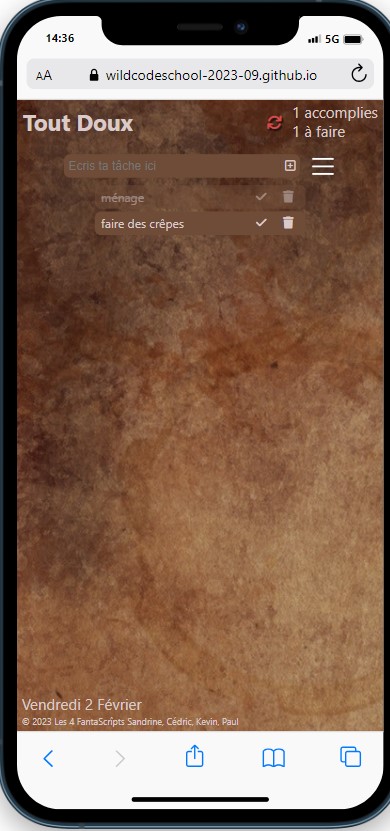 14:36
5G
AA wildcodeschool-2023-09.github.io
Tout Doux
1 accomplies
1 à faire
Ecris ta tâche ici
ménage
faire des crêpes
Vendredi 2 Février
© 2023 Les 4 FantaScripts Sandrine, Cédric, Kevin, Paul